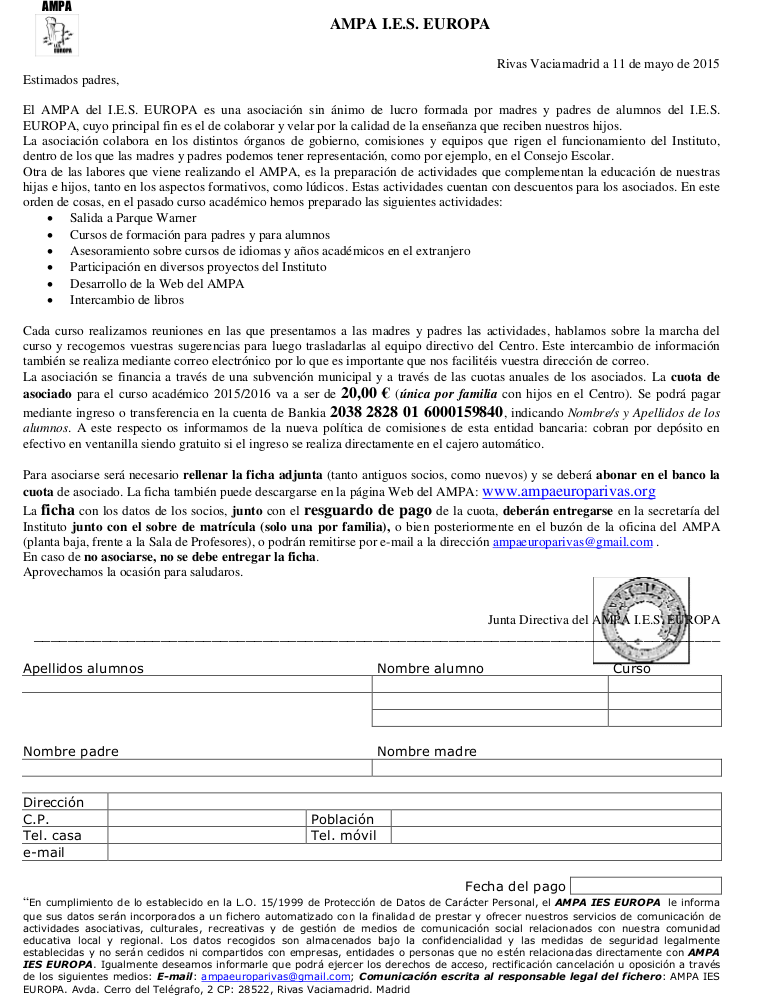 AMPA
IES
EUROPA
AMPA I.E.S. EUROPA
Rivas Vaciamadrid a 11 de mayo de 2015
Estimados padres,
El AMPA del I.E.S. EUROPA es una asociación sin ánimo de lucro formada por madres y padres de alumnos del I.E.S.
EUROPA, cuyo principal fin es el de colaborar y velar por la calidad de la enseñanza que reciben nuestros hijos.
La asociación colabora en los distintos órganos de gobierno, comisiones y equipos que rigen el funcionamiento del Instituto,
dentro de los que las madres y padres podemos tener representación, como por ejemplo, en el Consejo Escolar.
Otra de las labores que viene realizando el AMPA, es la preparación de actividades que complementan la educación de nuestras
hijas e hijos, tanto en los aspectos formativos, como lúdicos. Estas actividades cuentan con descuentos para los asociados. En este
orden de cosas, en el pasado curso académico hemos preparado las siguientes actividades:
• Salida a Parque Warner
• Cursos de formación para padres y para alumnos
• Asesoramiento sobre cursos de idiomas y años académicos en el extranjero
• Participación en diversos proyectos del Instituto
• Desarrollo de la Web del AMPA
• Intercambio de libros
Cada curso realizamos reuniones en las que presentamos a las madres y padres las actividades, hablamos sobre la marcha del
curso y recogemos vuestras sugerencias para luego trasladarlas al equipo directivo del Centro. Este intercambio de información
también se realiza mediante correo electrónico por lo que es importante que nos facilitéis vuestra dirección de correo.
La asociación se financia a través de una subvención municipal y a través de las cuotas anuales de los asociados. La cuota de
asociado para el curso académico 2015/2016 va a ser de 20,00 € (única por familia con hijos en el Centro). Se podrá pagar
mediante ingreso o transferencia en la cuenta de Bankia 2038 2828 01 6000159840, indicando Nombre/s y Apellidos de los
alumnos. A este respecto os informamos de la nueva política de comisiones de esta entidad bancaria: cobran por depósito en
efectivo en ventanilla siendo gratuito si el ingreso se realiza directamente en el cajero automático.
Para asociarse será necesario rellenar la ficha adjunta (tanto antiguos socios, como nuevos) y se deberá abonar en el banco la
cuota de asociado. La ficha también puede descargarse en la página Web del AMPA: www.ampaeuroparivas.org
La ficha con los datos de los socios, junto con el resguardo de pago de la cuota, deberán entregarse en la secretaría del
Instituto junto con el sobre de matrícula (solo una por familia), o bien posteriormente en el buzón de la oficina del AMPA
(planta baja, frente a la Sala de Profesores), o podrán remitirse por e-mail a la dirección ampaeuroparivas@gmail.com .
En caso de no asociarse, no se debe entregar la ficha.
Aprovechamos la ocasión para saludaros.
Junta Directiva del AMPA I.E.S. EUROPA
Apellidos alumnos Nombre alumno Curso
Nombre padre Nombre madre
Dirección
C.P. Población
Tel. casa Tel. móvil
e-mail
Fecha del pago
“En cumplimiento de lo establecido en la L.O. 15/1999 de Protección de Datos de Carácter Personal, el AMPA IES EUROPA le informa
que sus datos serán incorporados a un fichero automatizado con la finalidad de prestar y ofrecer nuestros servicios de comunicación de
actividades asociativas, culturales, recreativas y de gestión de medios de comunicación social relacionados con nuestra comunidad
educativa local y regional. Los datos recogidos son almacenados bajo la confidencialidad y las medidas de seguridad legalmente
establecidas y no serán cedidos ni compartidos con empresas, entidades o personas que no estén relacionadas directamente con AMPA
IES EUROPA. Igualmente deseamos informarle que podrá ejercer los derechos de acceso, rectificación cancelación u oposición a través
de los siguientes medios: E-mail: ampaeuroparivas@gmail.com; Comunicación escrita al responsable legal del fichero: AMPA IES
EUROPA. Avda. Cerro del Telégrafo, 2 CP: 28522, Rivas Vaciamadrid. Madrid